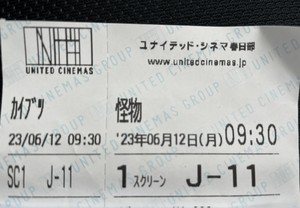 UNITED CINEMAS
ユナイテッド・シネマ春日部
www.unitedcinemas.jp
ｶｲﾌﾞﾂ
怪物
23/06/12 09:30
'23年06月12日(月) 09:30
SC1 J-11
1 スクリーン J-11